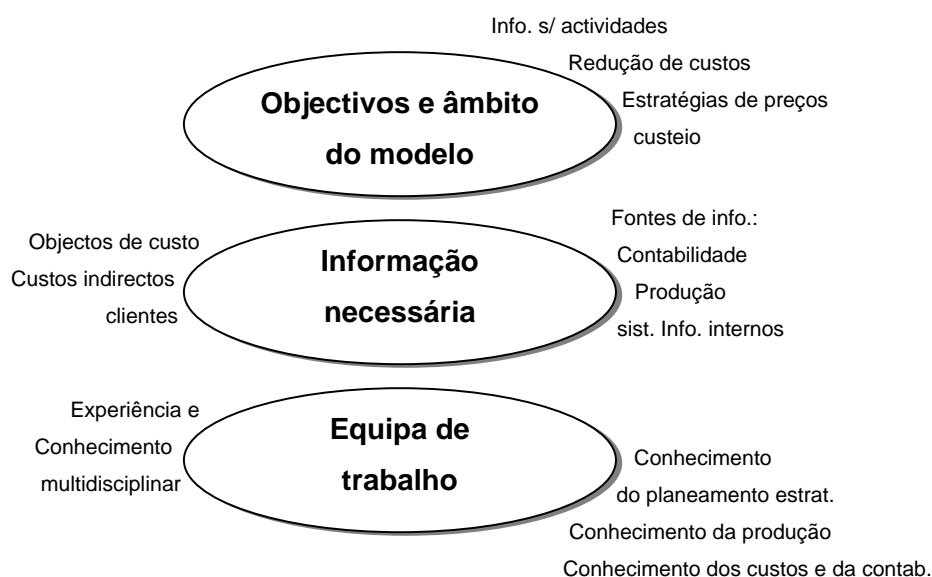 Info. s/ actividades
Redução de custos
Objectivos e âmbito
do modelo
Estratégias de preços
custeio
Objectos de custo
Custos indirectos
clientes
Informação
necessária
Fontes de info.:
Contabilidade
Produção
sist. Info. internos
Experiência e
Conhecimento
multidisciplinar
Equipa de
trabalho
Conhecimento
do planeamento estrat.
Conhecimento da produção
Conhecimento dos custos e da contab.